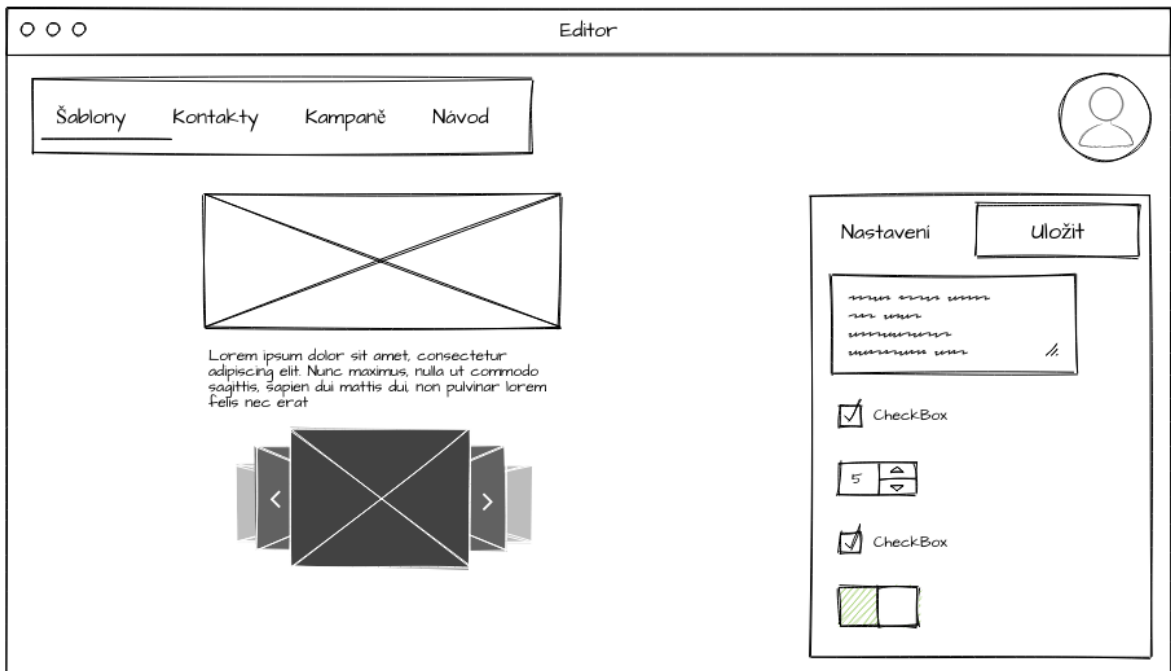 Editor
Šablony Kontakty Kampaně Návod
Lorem ipsum dolor sit amet, consectetur
adipiscing elit. Nunc maximus, nulla ut commodo
sagittis, sapien dui mattis dui, non pulvinar lorem
felis nec erat
Nastavení Uložit
CheckBox
5
CheckBox